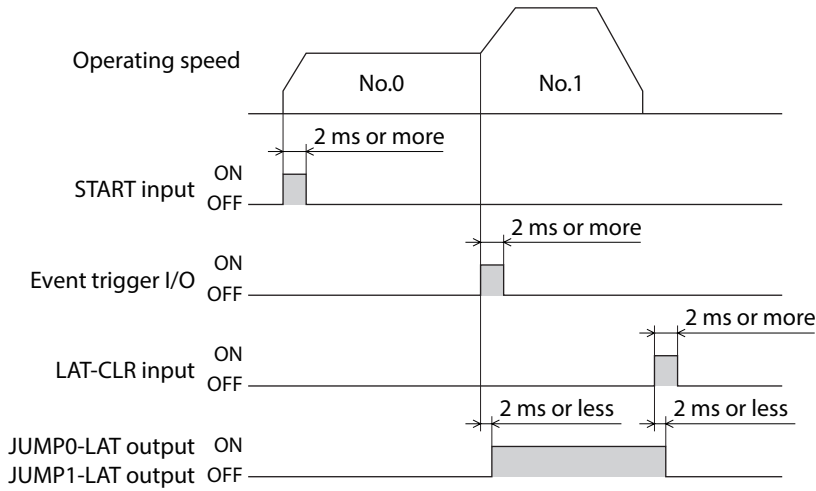 Operating speed
No.0
No.1
2 ms or more
START input
ON
OFF
2 ms or more
Event trigger I/O
ON
OFF
2 ms or more
LAT-CLR input
ON
OFF
2 ms or less
2 ms or less
JUMP0-LAT output ON
JUMP1-LAT output OFF